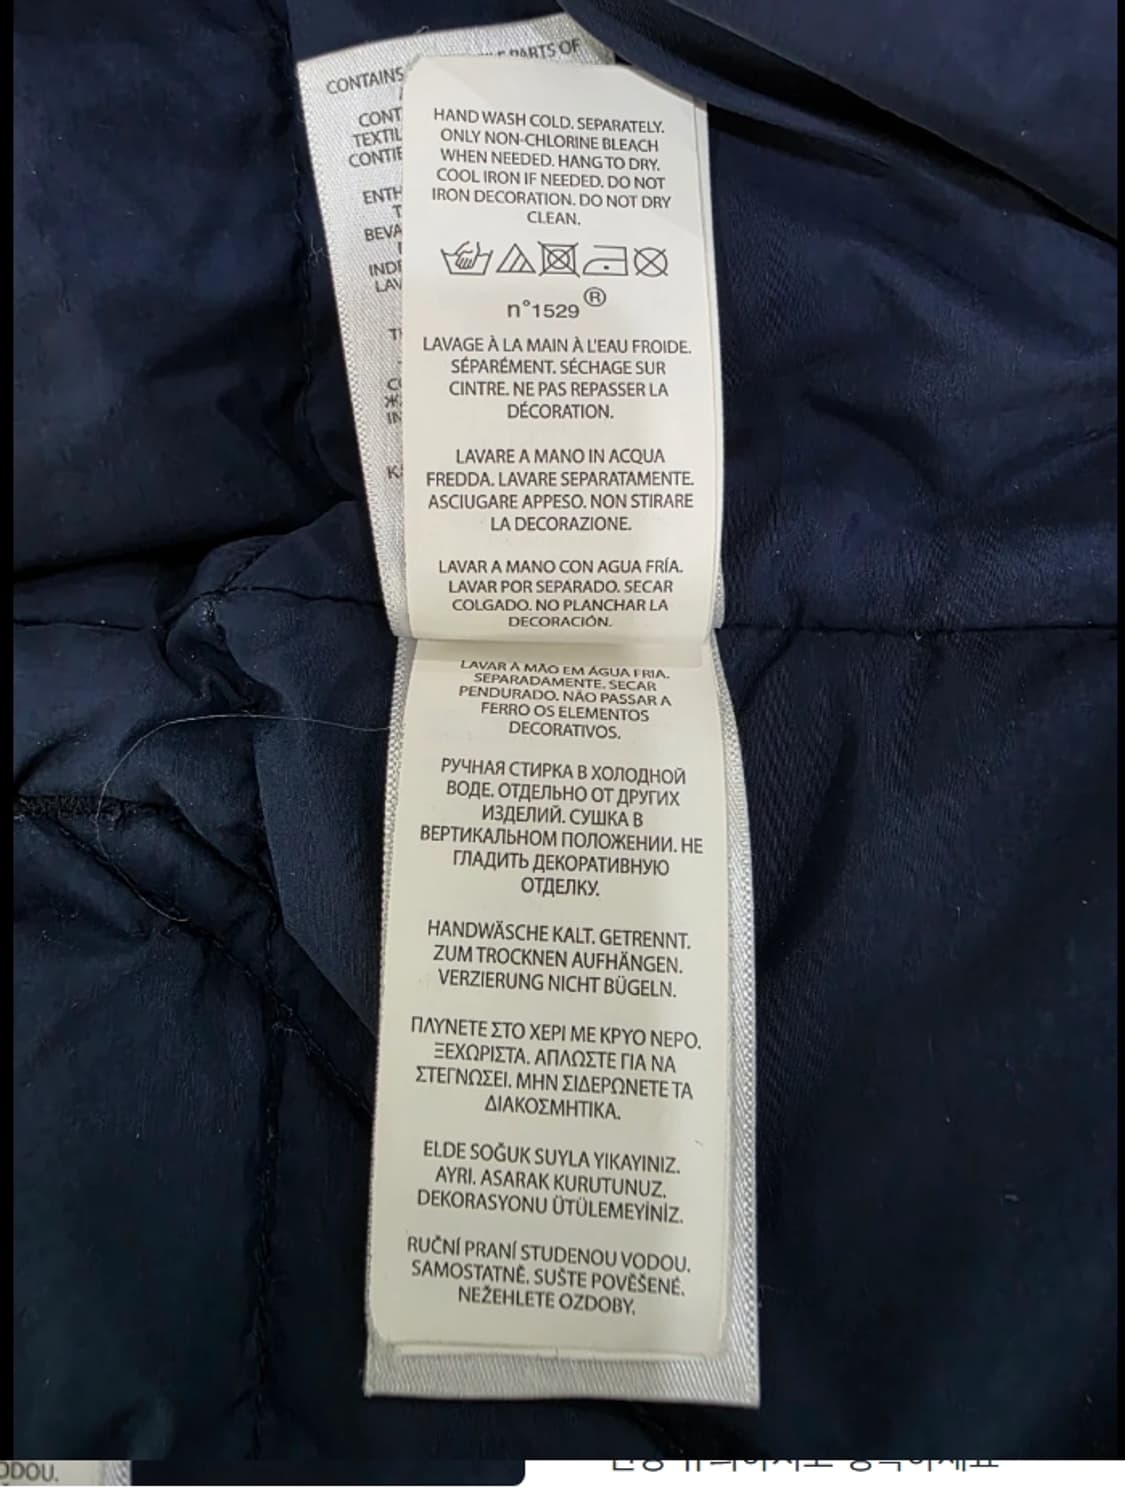 CONTAINS PARTS OF
CONT
TEXTIL
CONTIE
ENTH
T
BEVA
INDI
LAV
TI
CO
Ж
IN
KA
HAND WASH COLD. SEPARATELY.
ONLY NON-CHLORINE BLEACH
WHEN NEEDED. HANG TO DRY.
COOL IRON IF NEEDED. DO NOT
IRON DECORATION. DO NOT DRY
CLEAN.
n°1529®
LAVAGE À LA MAIN À L'EAU FROIDE.
SÉPARÉMENT. SÉCHAGE SUR
CINTRE. NE PAS REPASSER LA
DÉCORATION.
LAVARE A MANO IN ACQUA
FREDDA. LAVARE SEPARATAMENTE.
ASCIUGARE APPESO. NON STIRARE
LA DECORAZIONE.
LAVAR A MANO CON AGUA FRÍA.
LAVAR POR SEPARADO. SECAR
COLGADO. NO PLANCHAR LA
DECORACIÓN.
LAVAR À MÃO EM ÁGUA FRIA.
SEPARADAMENTE. SECAR
PENDURADO. NÃO PASSAR A
FERRO OS ELEMENTOS
DECORATIVOS.
РУЧНАЯ СТИРКА В ХОЛОДНОЙ
ВОДЕ. ОТДЕЛЬНО ОТ ДРУГИХ
ИЗДЕЛИЙ. СУШКА В
ВЕРТИКАЛЬНОМ ПОЛОЖЕНИИ. НЕ
ГЛАДИТЬ ДЕКОРАТИВНУЮ
ОТДЕЛКУ.
HANDWÄSCHE KALT. GETRENNT.
ZUM TROCKNEN AUFHÄNGEN.
VERZIERUNG NICHT BÜGELN.
ΠΛΥΝΕΤΕ ΣΤΟ ΧΕΡΙ ΜΕ ΚΡΥΟ ΝΕΡΟ.
ΞΕΧΩΡΙΣΤΑ. ΑΠΛΩΣΤΕ ΓΙΑ ΝΑ
ΣΤΕΓΝΩΣΕΙ. ΜΗΝ ΣΙΔΕΡΩΝΕΤΕ ΤΑ
ΔΙΑΚΟΣΜΗΤΙΚΑ.
ELDE SOĞUK SUYLA YIKAYINIZ.
AYRI. ASARAK KURUTUNUZ.
DEKORASYONU ÜTÜLEMEYİNİZ.
RUČNÍ PRANÍ STUDENOU VODOU.
SAMOSTATNĚ. SUŠTE POVĚŠENÉ.
NEŽEHLETE OZDOBY.
ODOU.